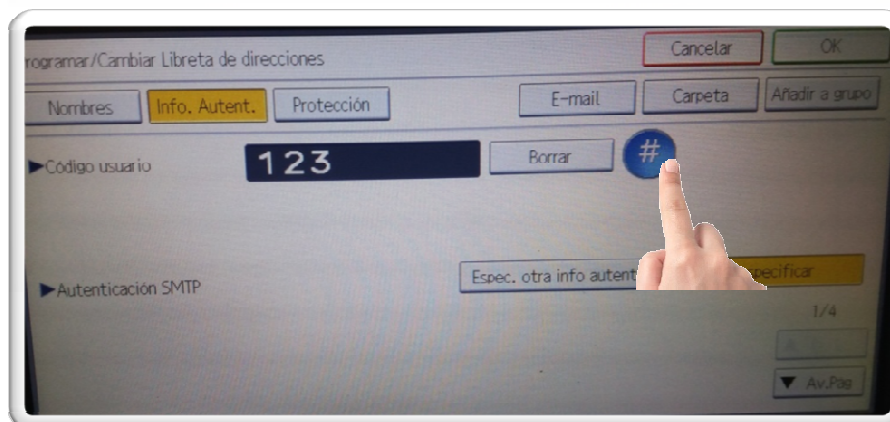 rogramar/Cambiar Libreta de direcciones
Cancelar
OK
Nombres
Info. Autent.
Protección
E-mail
Carpeta
Añadir a grupo
►Código usuario
123
Borrar
#
►Autenticación SMTP
Espec. otra info autent
pecificar
1/4
▲
▼ Av.Pág